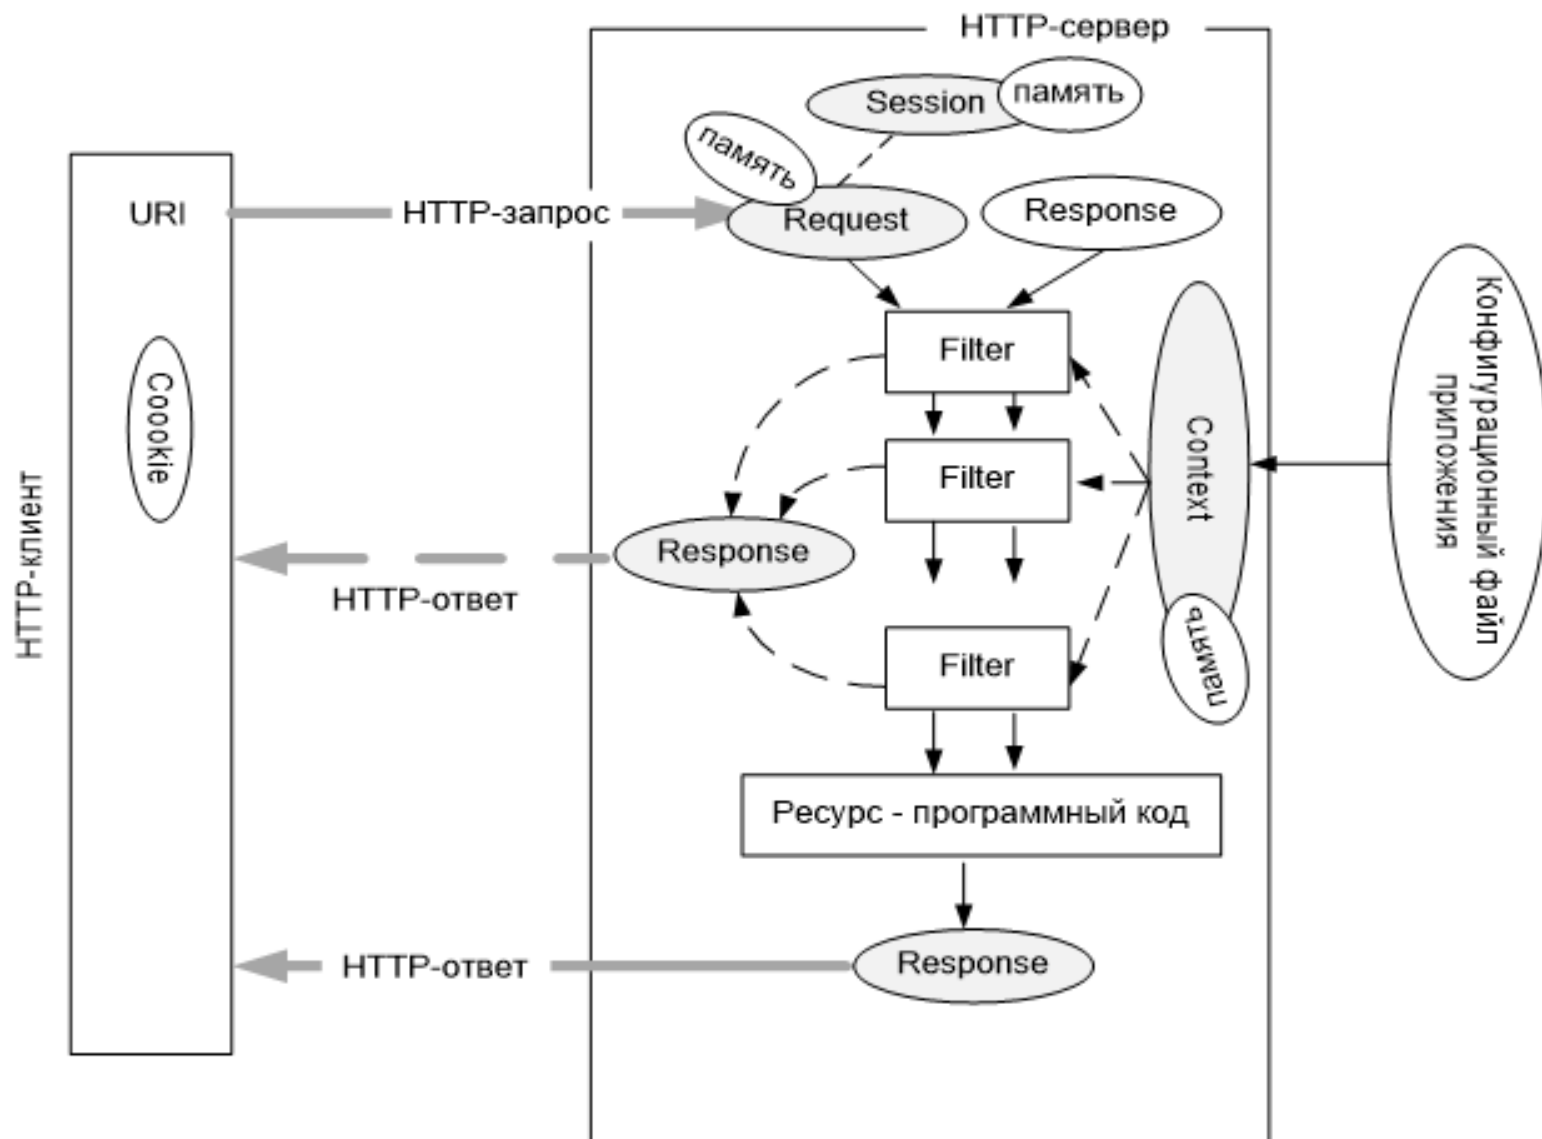 HTTP-сервер
Session
память
память
URI
HTTP-запрос
Request
Response
Filter
Coookie
Context
Конфигурационный файл
приложения
Filter
HTTP-клиент
Response
HTTP-ответ
память
Filter
Ресурс - программный код
HTTP-ответ
Response